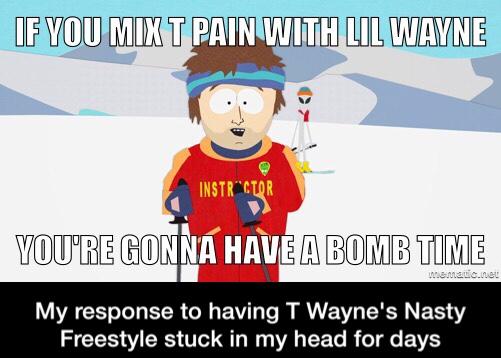 IF YOU MIX T PAIN WITH LIL WAYNE
INSTRUCTOR
YOU'RE GONNA HAVE A BOMB TIME
mematic.net
My response to having T Wayne's Nasty
Freestyle stuck in my head for days